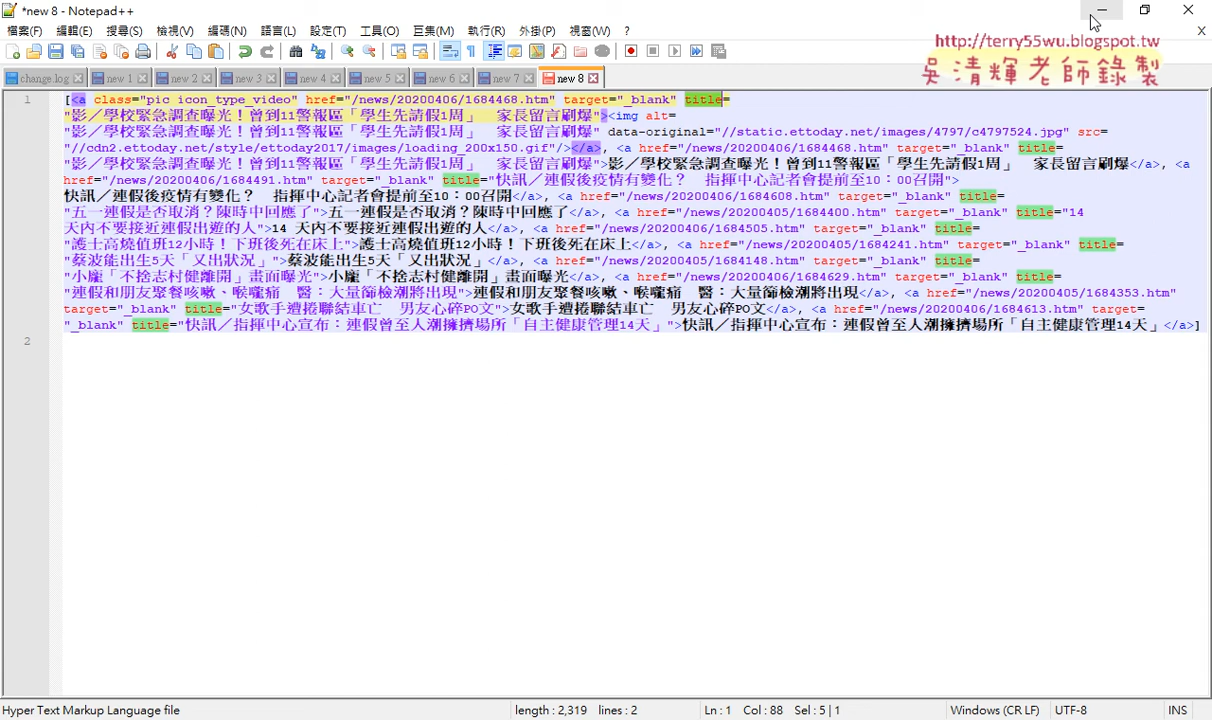 *new 8 - Notepad++
檔案(F) 編輯(E) 搜尋(S) 檢視(V) 編碼(N) 語言(L) 設定(T) 工具(O) 巨集(M) 執行(R) 外掛(P) 視窗(W) ?
http://terry55wu.blogspot.tw
吳清輝老師錄製
change.log new 1 new 2 new 3 new 4 new 5 new 6 new 7 new 8
1 [<a class="pic icon_type_video" href="/news/20200406/1684468.htm" target="_blank" title=
"影／學校緊急調查曝光！曾到11警報區「學生先請假1周」　家長留言刷爆"><img alt=
"影／學校緊急調查曝光！曾到11警報區「學生先請假1周」　家長留言刷爆" data-original="//static.ettoday.net/images/4797/c4797524.jpg" src=
"//cdn2.ettoday.net/style/ettoday2017/images/loading_200x150.gif"/></a>, <a href="/news/20200406/1684468.htm" target="_blank" title=
"影／學校緊急調查曝光！曾到11警報區「學生先請假1周」　家長留言刷爆">影／學校緊急調查曝光！曾到11警報區「學生先請假1周」　家長留言刷爆</a>, <a
href="/news/20200406/1684491.htm" target="_blank" title="快訊／連假後疫情有變化？　指揮中心記者會提前至10：00召開">
快訊／連假後疫情有變化？　指揮中心記者會提前至10：00召開</a>, <a href="/news/20200406/1684608.htm" target="_blank" title=
"五一連假是否取消？陳時中回應了">五一連假是否取消？陳時中回應了</a>, <a href="/news/20200405/1684400.htm" target="_blank" title="14
天內不要接近連假出遊的人">14 天內不要接近連假出遊的人</a>, <a href="/news/20200406/1684505.htm" target="_blank" title=
"護士高燒值班12小時！下班後死在床上">護士高燒值班12小時！下班後死在床上</a>, <a href="/news/20200405/1684241.htm" target="_blank" title=
"蔡波能出生5天「又出狀況」">蔡波能出生5天「又出狀況」</a>, <a href="/news/20200405/1684148.htm" target="_blank" title=
"小龐「不捨志村健離開」畫面曝光">小龐「不捨志村健離開」畫面曝光</a>, <a href="/news/20200406/1684629.htm" target="_blank" title=
"連假和朋友聚餐咳嗽、喉嚨痛　醫：大量篩檢潮將出現">連假和朋友聚餐咳嗽、喉嚨痛　醫：大量篩檢潮將出現</a>, <a href="/news/20200405/1684353.htm"
target="_blank" title="女歌手遭捲聯結車亡　男友心碎PO文">女歌手遭捲聯結車亡　男友心碎PO文</a>, <a href="/news/20200406/1684613.htm" target=
"_blank" title="快訊／指揮中心宣布：連假曾至人潮擁擠場所「自主健康管理14天」">快訊／指揮中心宣布：連假曾至人潮擁擠場所「自主健康管理14天」</a>]
2
Hyper Text Markup Language file length : 2,319 lines : 2 Ln : 1 Col : 88 Sel : 5 | 1 Windows (CR LF) UTF-8 INS